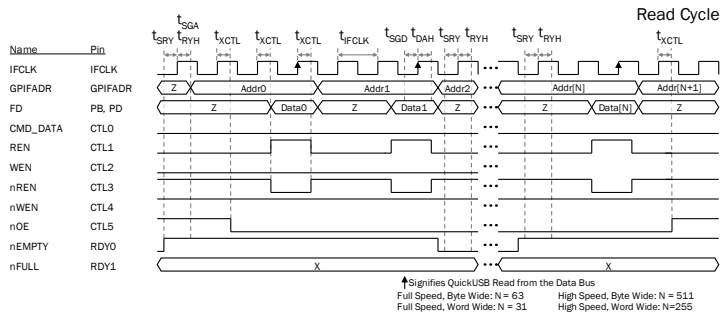 Read Cycle
tSGA
tSRY tRYH tXCTL tXCTL tXCTL tIFCLK tSGD tDAH tSRY tRYH tSRY tRYH tXCTL
Name Pin
IFCLK IFCLK
GPIFADR GPIFADR Z Addr0 Addr1 Addr2 Addr[N] Addr[N+1]
FD PB, PD Z Data0 Z Data1 Z Z Data[N] Z
CMD_DATA CTL0
REN CTL1
WEN CTL2
nREN CTL3
nWEN CTL4
nOE CTL5
nEMPTY RDY0
nFULL RDY1 X X
Signifies QuickUSB Read from the Data Bus
Full Speed, Byte Wide: N = 63 High Speed, Byte Wide: N = 511
Full Speed, Word Wide: N = 31 High Speed, Word Wide: N=255